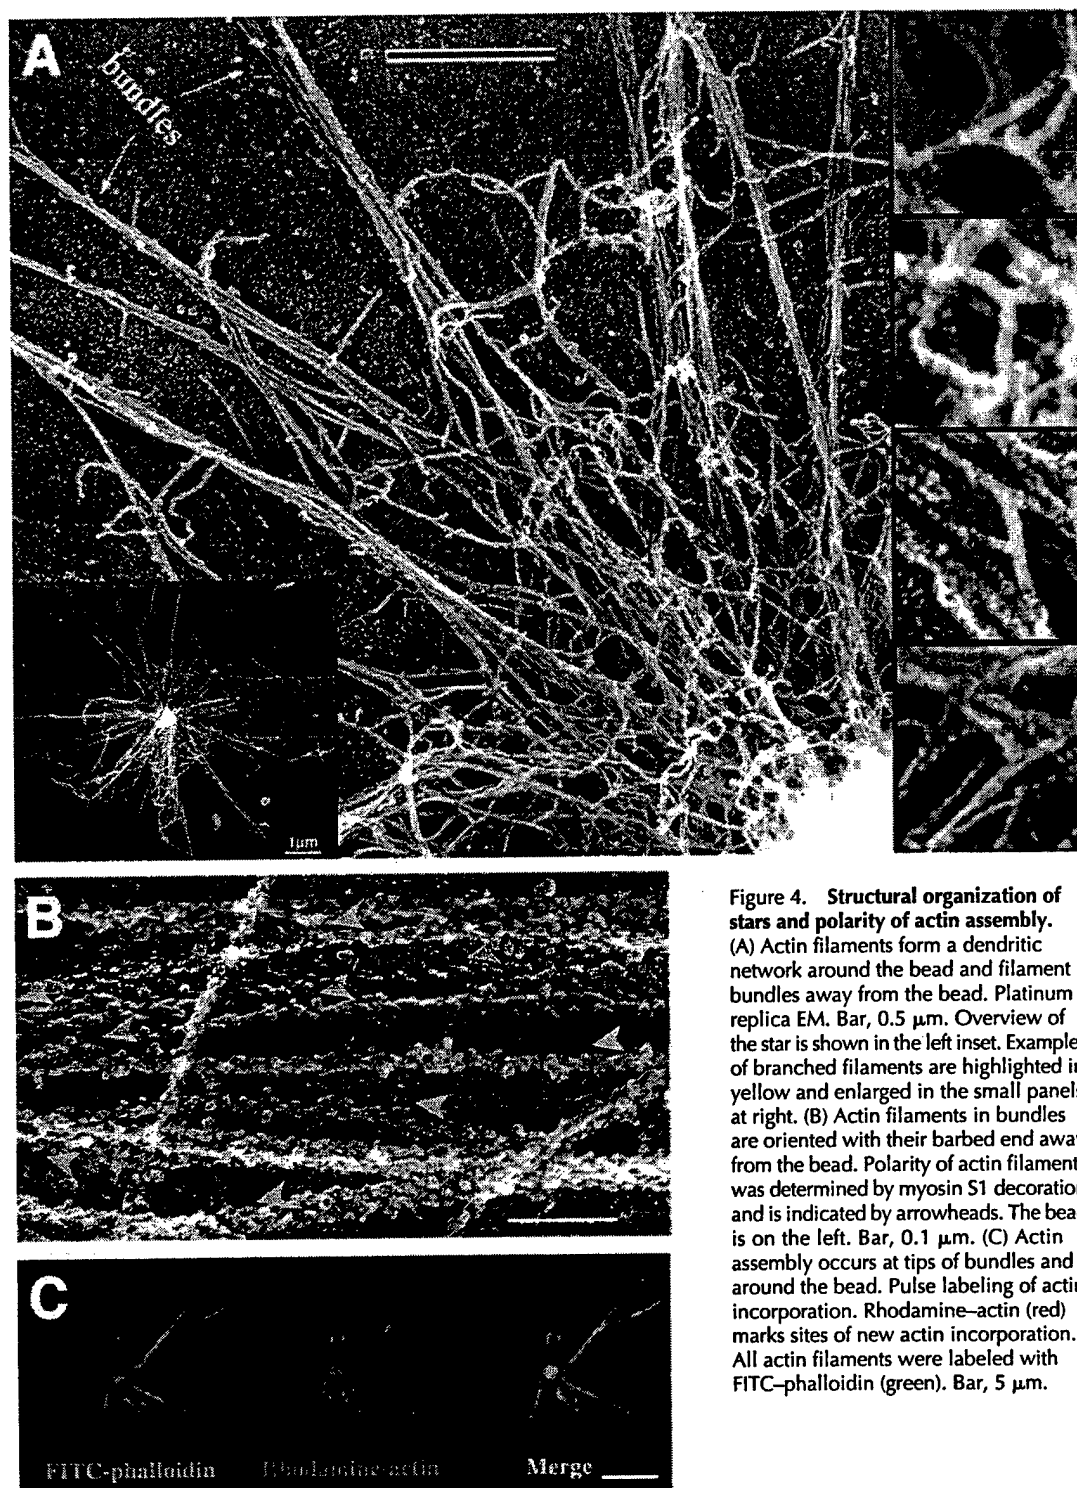 A
bundles
1µm
B
C
FITC-phalloidin
Rhodamine-actin
Merge
Figure 4. Structural organization of
stars and polarity of actin assembly.
(A) Actin filaments form a dendritic
network around the bead and filament
bundles away from the bead. Platinum
replica EM. Bar, 0.5 µm. Overview of
the star is shown in the left inset. Example
of branched filaments are highlighted in
yellow and enlarged in the small panels
at right. (B) Actin filaments in bundles
are oriented with their barbed end away
from the bead. Polarity of actin filament
was determined by myosin S1 decoratio
and is indicated by arrowheads. The bea
is on the left. Bar, 0.1 µm. (C) Actin
assembly occurs at tips of bundles and
around the bead. Pulse labeling of actin
incorporation. Rhodamine–actin (red)
marks sites of new actin incorporation.
All actin filaments were labeled with
FITC–phalloidin (green). Bar, 5 µm.